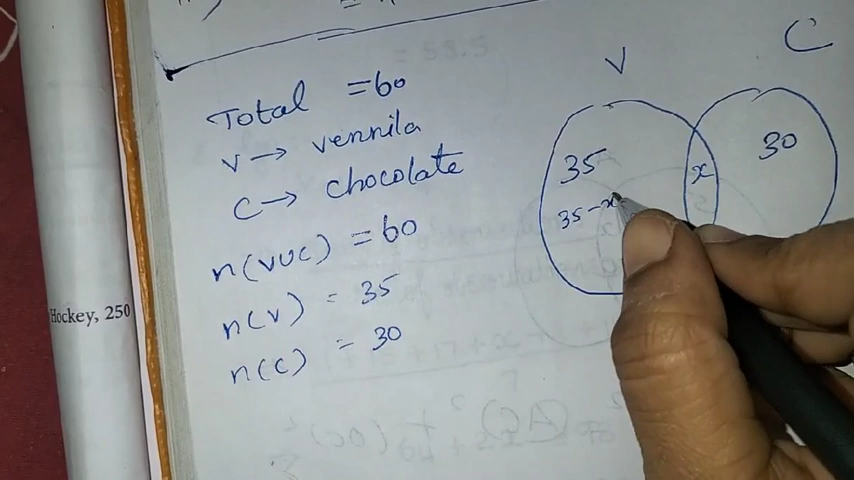 Total = 60
V → vennila
C → chocolate
n(VUC) = 60
n(V) = 35
n(C) = 30
V
C
35
x
30
35-x
Hockey, 250